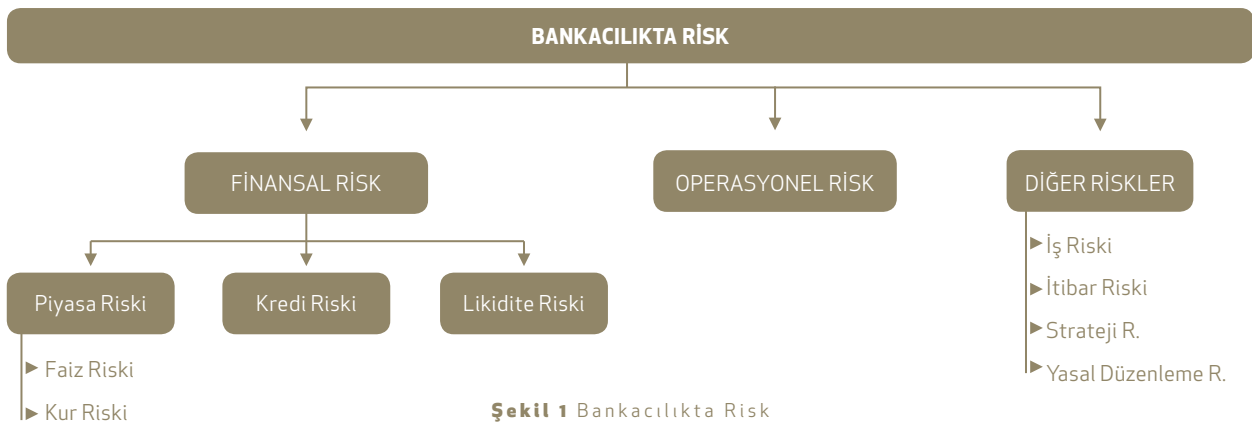 BANKACILIKTA RİSK
FİNANSAL RİSK
OPERASYONEL RİSK
DİĞER RİSKLER
Piyasa Riski
Kredi Riski
Likidite Riski
İş Riski
İtibar Riski
Strateji R.
Yasal Düzenleme R.
Faiz Riski
Kur Riski
Şekil 1 Bankacılıkta Risk